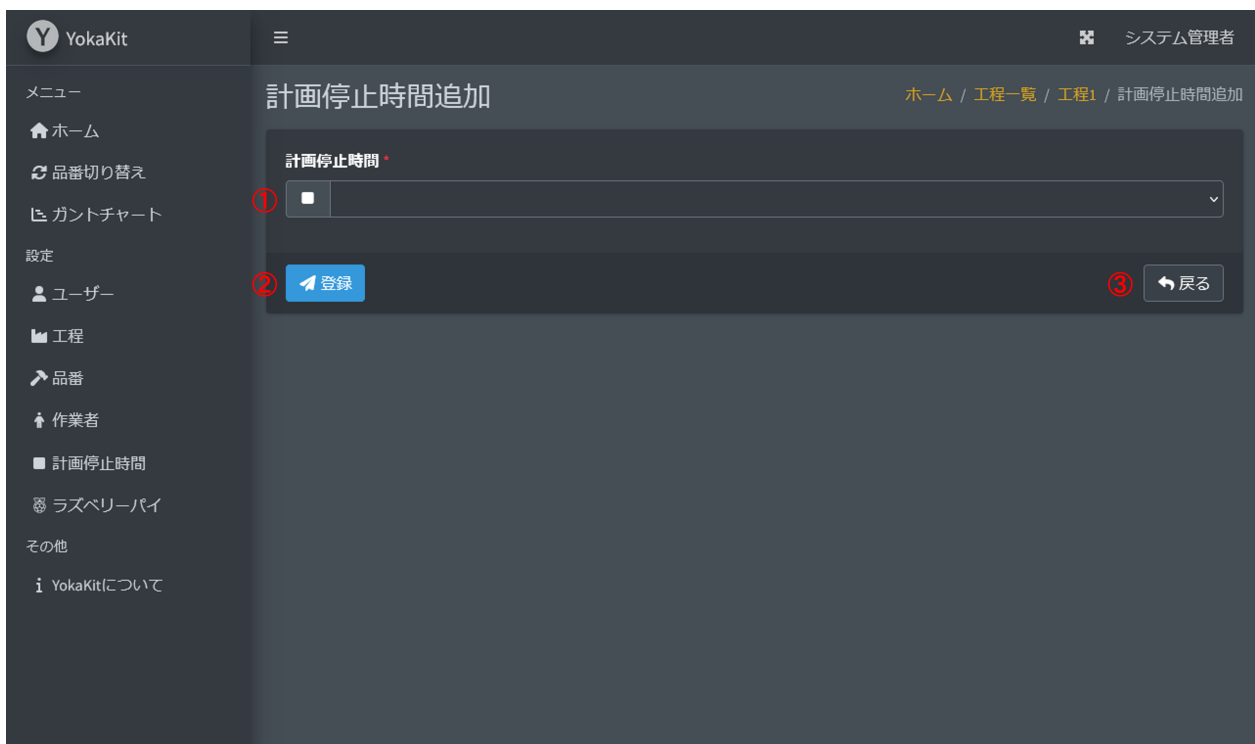 Y YokaKit
システム管理者
メニュー
ホーム
品番切り替え
ガントチャート
設定
ユーザー
工程
品番
作業者
計画停止時間
ラズベリーパイ
その他
YokaKitについて
計画停止時間追加
ホーム / 工程一覧 / 工程1 / 計画停止時間追加
計画停止時間 *
①
② 登録
③ 戻る